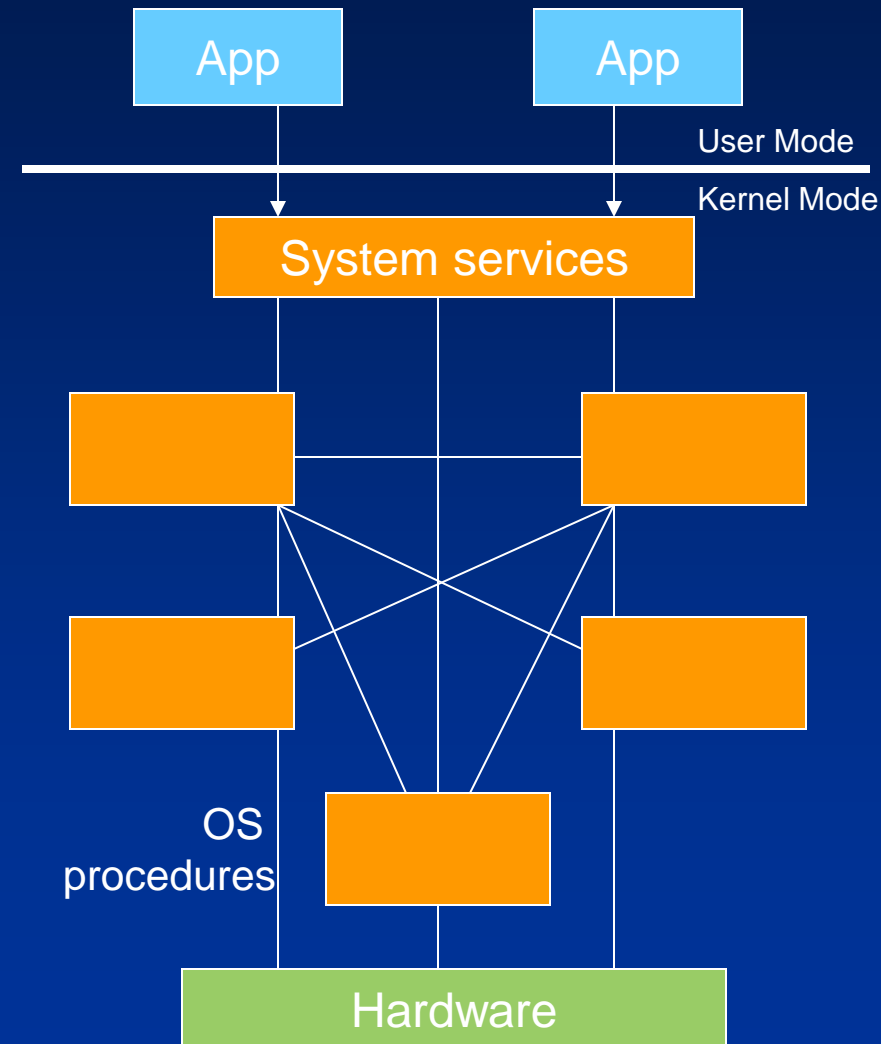 App
App
User Mode
Kernel Mode
System services
OS
procedures
Hardware